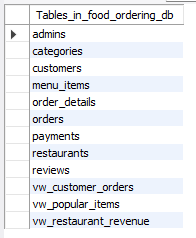 Tables_in_food_ordering_db
admins
categories
customers
menu_items
order_details
orders
payments
restaurants
reviews
vw_customer_orders
vw_popular_items
vw_restaurant_revenue